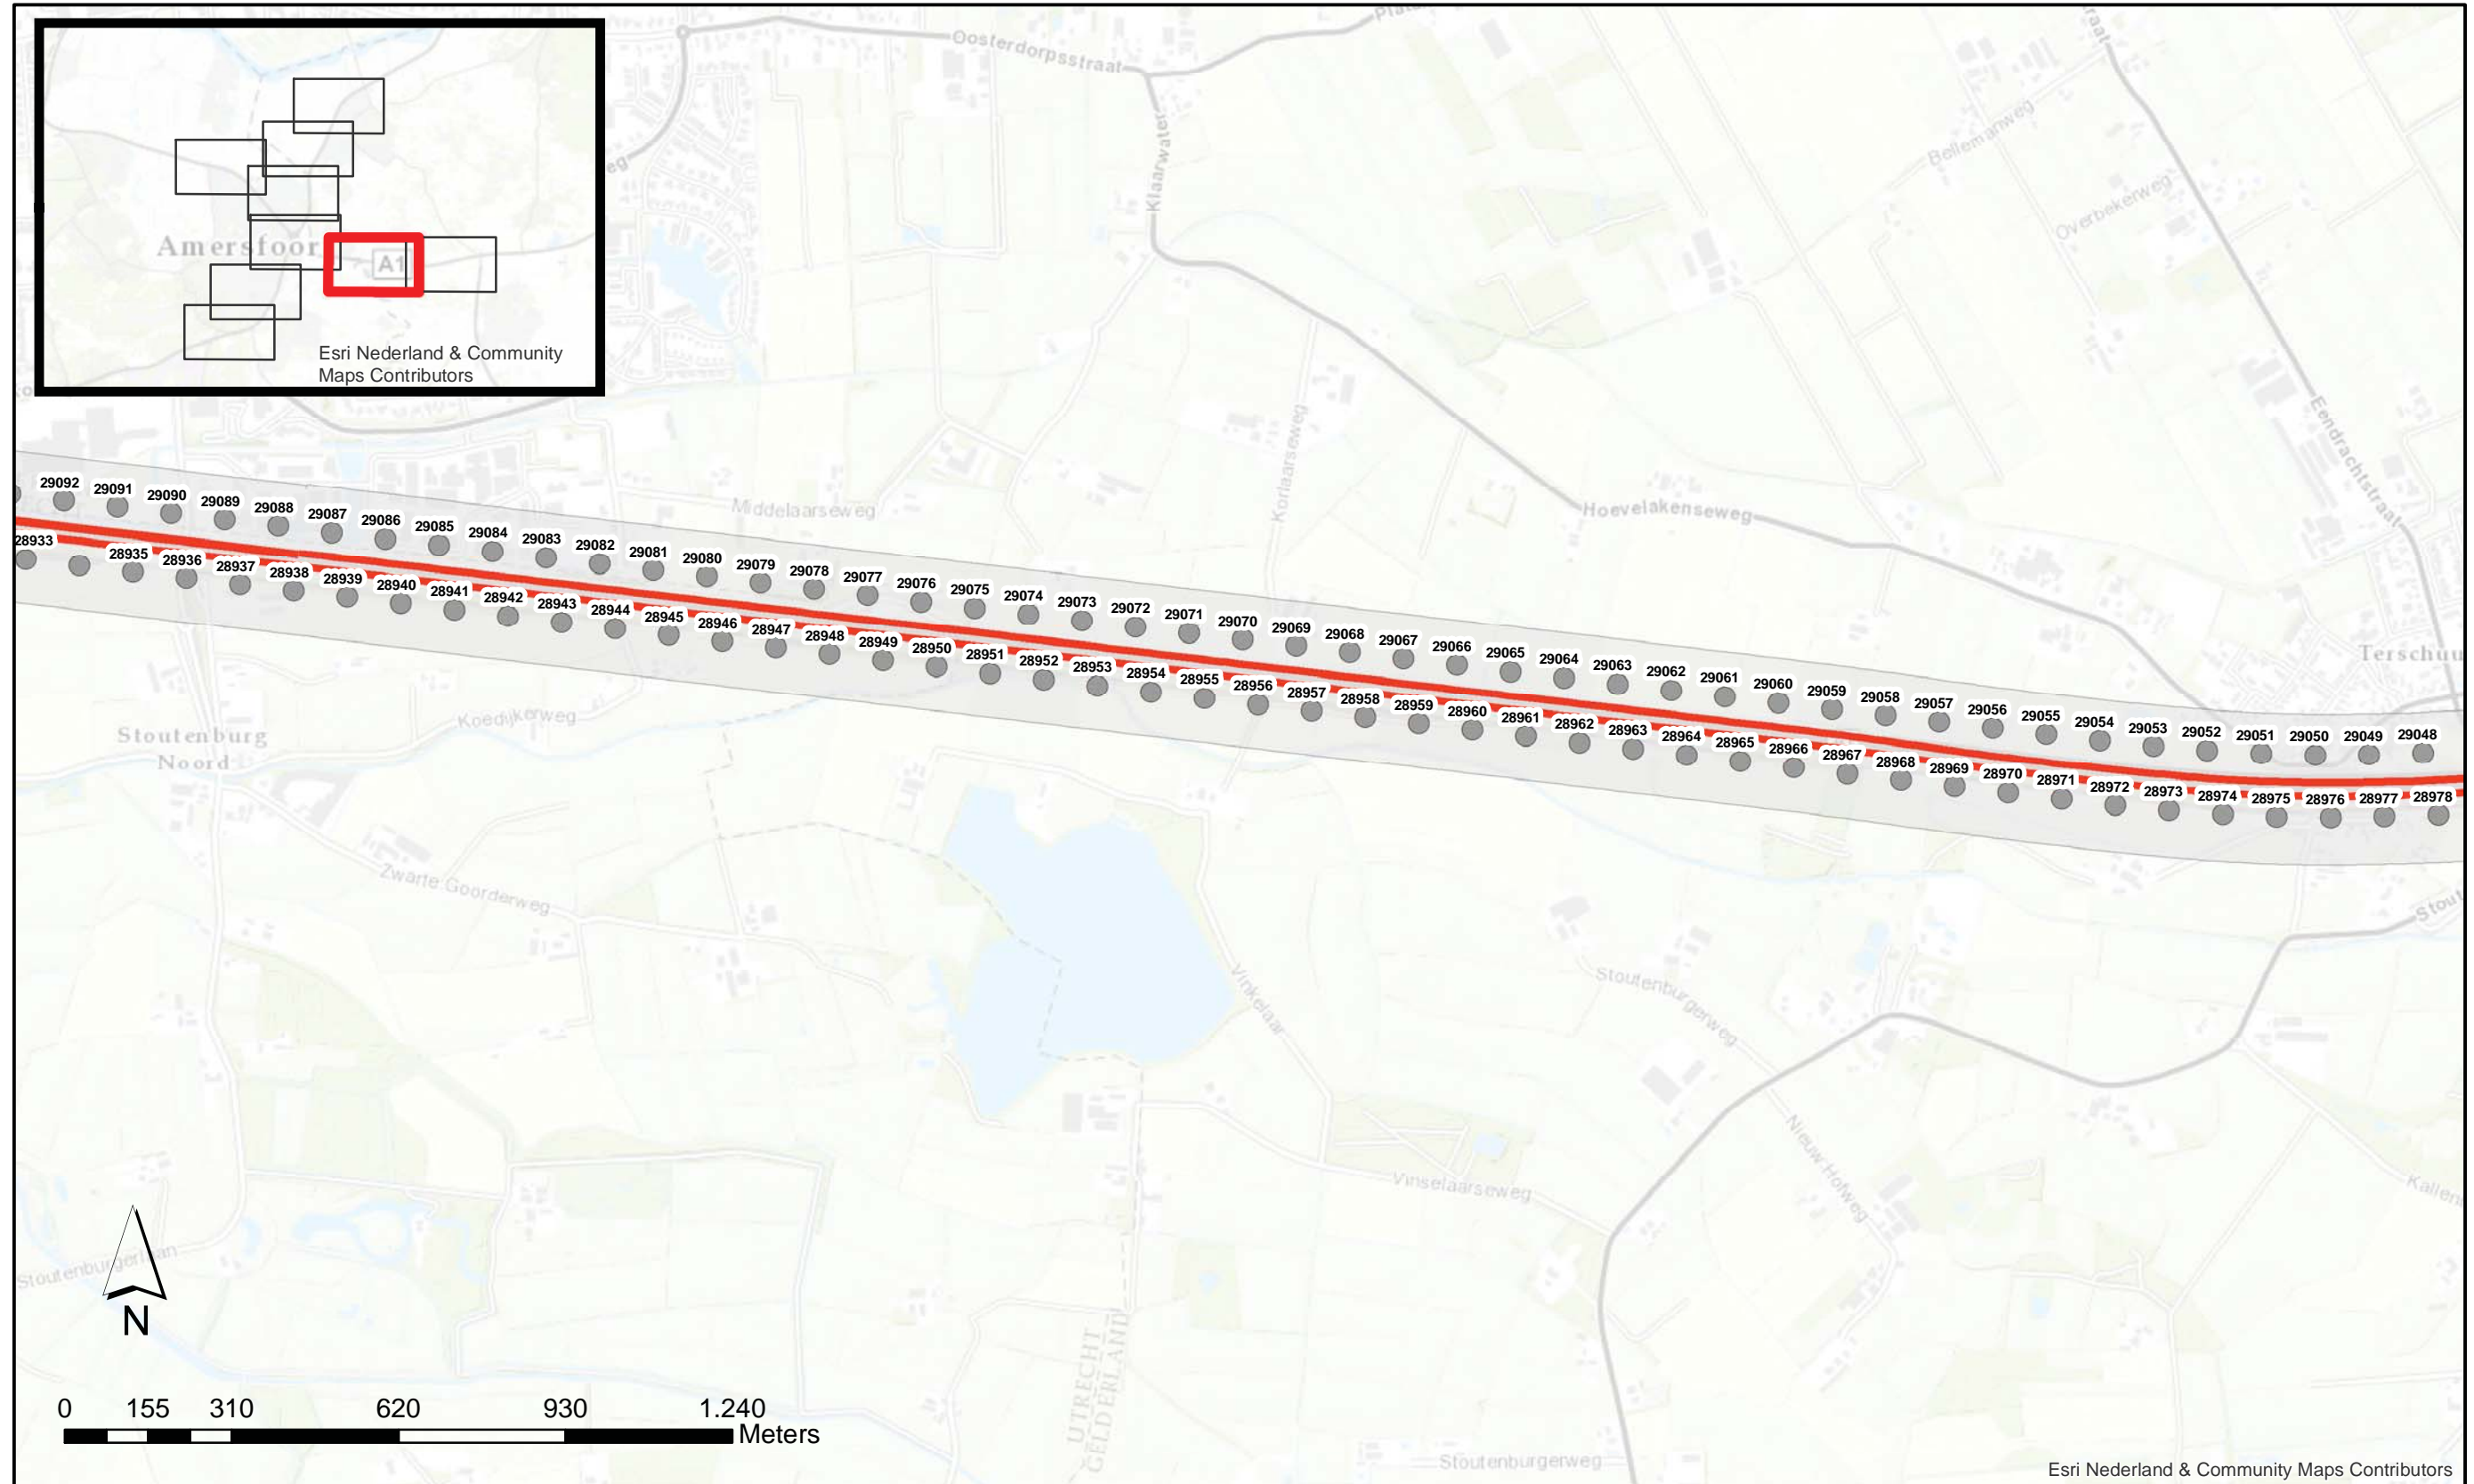 Oosterdorpsstraat
Klaarwater
Bellemanweg
Overbekerweg
Eendrachtstraat
Amersfoor
A1
Esri Nederland & Community
Maps Contributors
Korlaarseweg
Middelaarseweg
Hoevelakenseweg
29092 29091 29090 29089 29088 29087 29086 29085 29084 29083 29082 29081 29080 29079 29078 29077 29076 29075 29074 29073 29072 29071 29070 29069 29068 29067 29066 29065 29064 29063 29062 29061 29060 29059 29058 29057 29056 29055 29054 29053 29052 29051 29050 29049 29048
28933 28935 28936 28937 28938 28939 28940 28941 28942 28943 28944 28945 28946 28947 28948 28949 28950 28951 28952 28953 28954 28955 28956 28957 28958 28959 28960 28961 28962 28963 28964 28965 28966 28967 28968 28969 28970 28971 28972 28973 28974 28975 28976 28977 28978
Terschuu
Koedijkerweg
Stoutenburg
Noord
Zwarte Goorderweg
Stout
Vinkelaar
Stoutenburgerweg
Nieuw Hofweg
Vinselaarseweg
Kallen
Stoutenburgerlaan
N
UTRECHT
GELDERLAND
0 155 310 620 930 1.240
Meters
Stoutenburgerweg
Esri Nederland & Community Maps Contributors